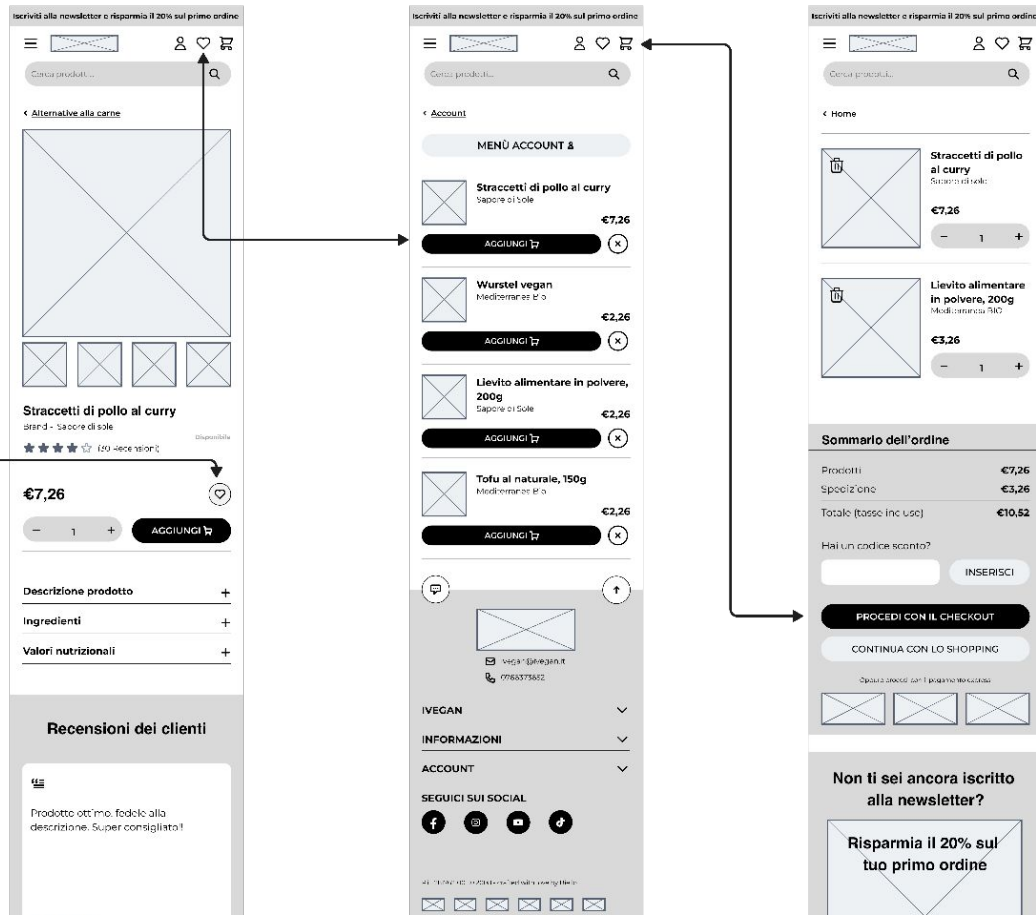 Iscriviti alla newsletter e risparmia il 20% sul primo ordine
Cerca prodotti...
< Alternative alla carne
Straccetti di pollo al curry
Brand - Sapore di sole
Disponibile
(30 Recensioni)
€7,26
- 1 +
AGGIUNGI
Descrizione prodotto +
Ingredienti +
Valori nutrizionali +
Recensioni dei clienti
Prodotto ottimo, fedele alla
descrizione. Super consigliato!!
Iscriviti alla newsletter e risparmia il 20% sul primo ordine
Cerca prodotti...
< Account
MENÙ ACCOUNT
Straccetti di pollo al curry
Sapore di Sole
€7,26
AGGIUNGI
Wurstel vegan
Mediterranea Bio
€2,26
AGGIUNGI
Lievito alimentare in polvere,
200g
Sapore di Sole
€2,26
AGGIUNGI
Tofu al naturale, 150g
Mediterranea Bio
€2,26
AGGIUNGI
IVEGAN
INFORMAZIONI
ACCOUNT
SEGUICI SUI SOCIAL
Iscriviti alla newsletter e risparmia il 20% sul primo ordine
Cerca prodotti...
< Home
Straccetti di pollo
al curry
Sapore di sole
€7,26
- 1 +
Lievito alimentare
in polvere, 200g
Mediterranea BIO
€3,26
- 1 +
Sommario dell'ordine
Prodotti €7,26
Spedizione €3,26
Totale (tasse incluse) €10,52
Hai un codice sconto?
INSERISCI
PROCEDI CON IL CHECKOUT
CONTINUA CON LO SHOPPING
Oppure procedi con il pagamento express
Non ti sei ancora iscritto
alla newsletter?
Risparmia il 20% sul
tuo primo ordine